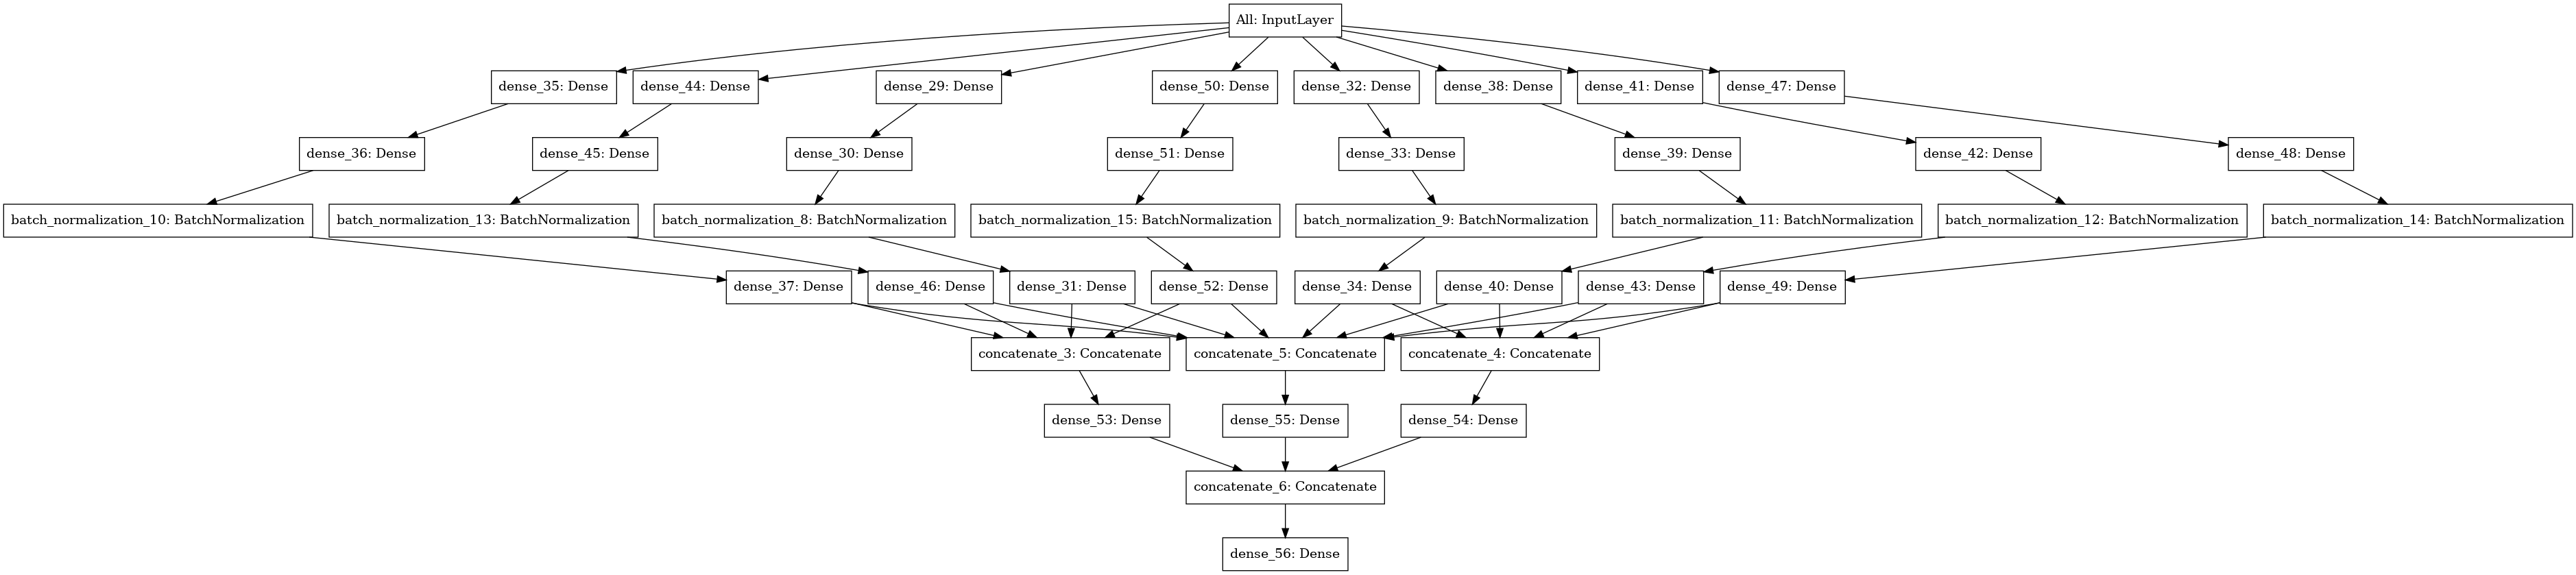 All: InputLayer
dense_35: Dense
dense_44: Dense
dense_29: Dense
dense_50: Dense
dense_32: Dense
dense_38: Dense
dense_41: Dense
dense_47: Dense
dense_36: Dense
dense_45: Dense
dense_30: Dense
dense_51: Dense
dense_33: Dense
dense_39: Dense
dense_42: Dense
dense_48: Dense
batch_normalization_10: BatchNormalization
batch_normalization_13: BatchNormalization
batch_normalization_8: BatchNormalization
batch_normalization_15: BatchNormalization
batch_normalization_9: BatchNormalization
batch_normalization_11: BatchNormalization
batch_normalization_12: BatchNormalization
batch_normalization_14: BatchNormalization
dense_37: Dense
dense_46: Dense
dense_31: Dense
dense_52: Dense
dense_34: Dense
dense_40: Dense
dense_43: Dense
dense_49: Dense
concatenate_3: Concatenate
concatenate_5: Concatenate
concatenate_4: Concatenate
dense_53: Dense
dense_55: Dense
dense_54: Dense
concatenate_6: Concatenate
dense_56: Dense